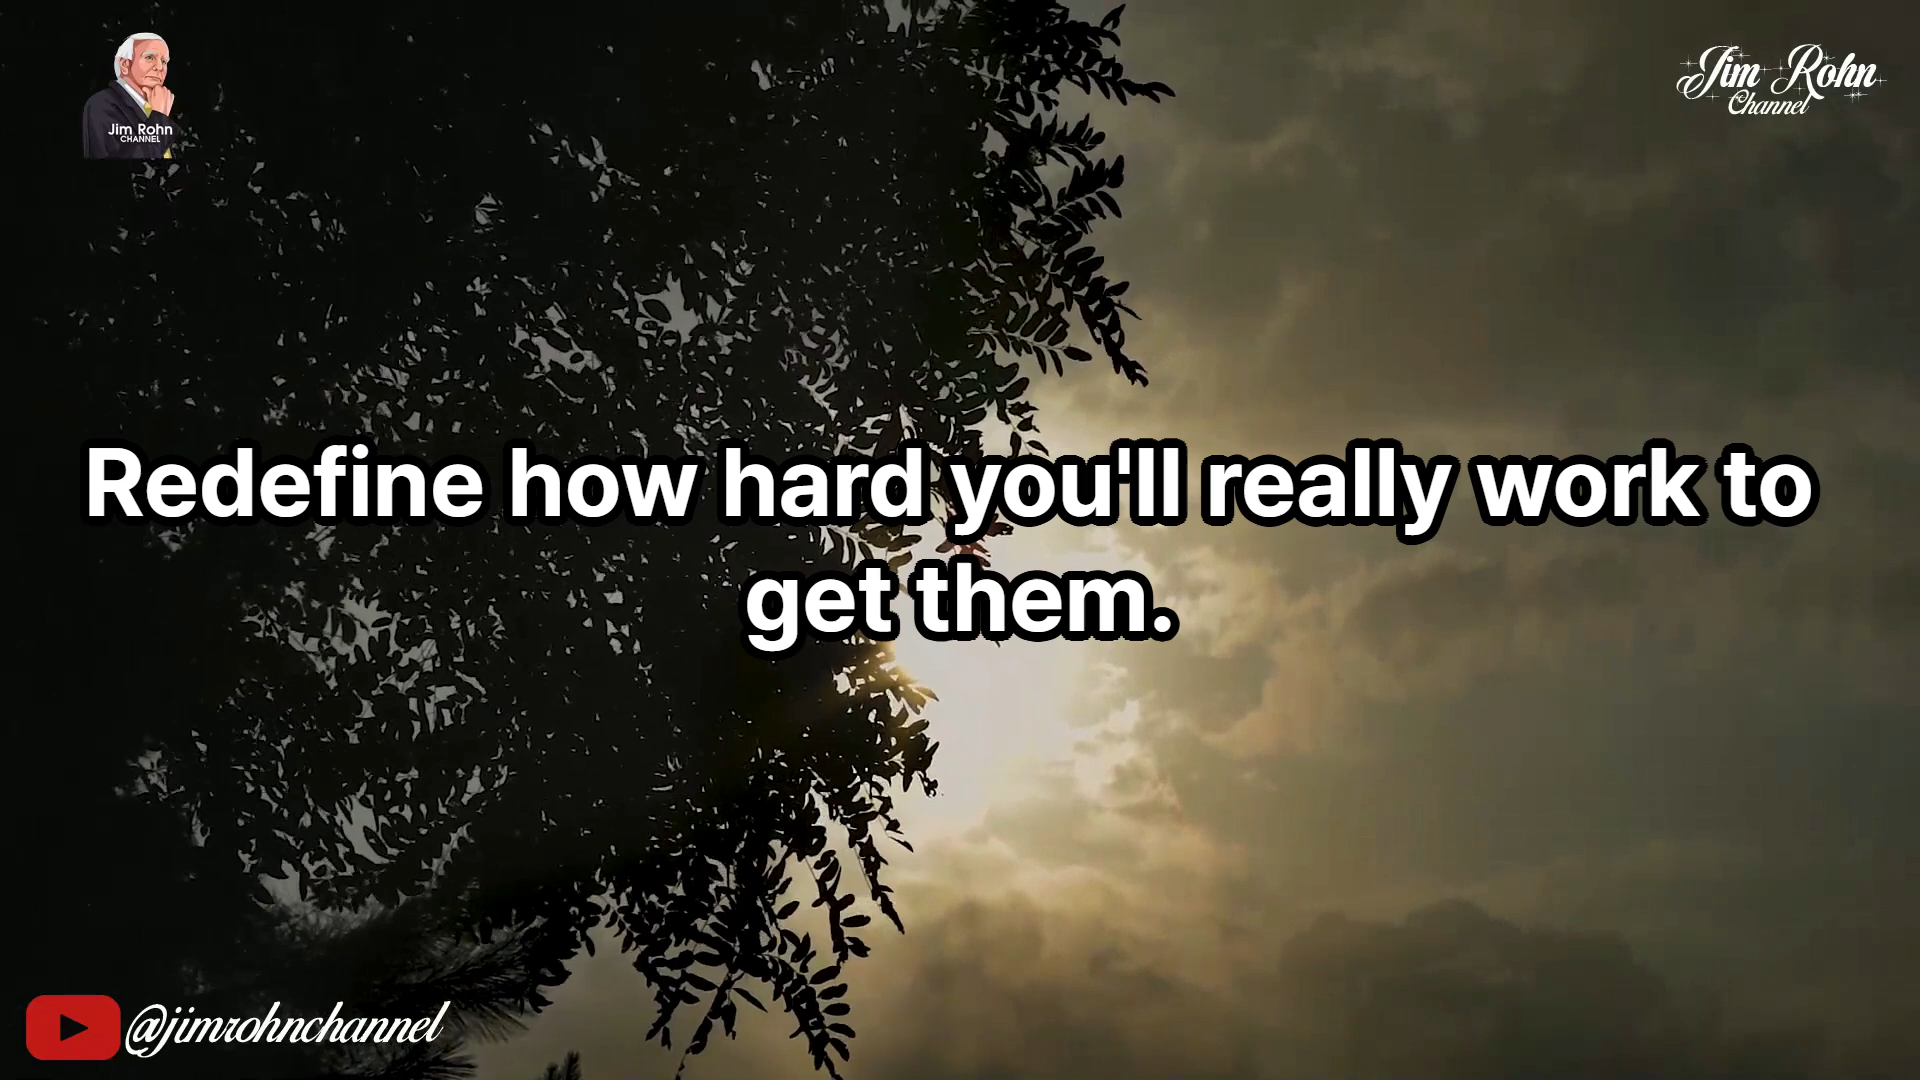 Jim Rohn
CHANNEL
Jim Rohn
Channel
Redefine how hard you'll really work to
get them.
@jimrohnchannel